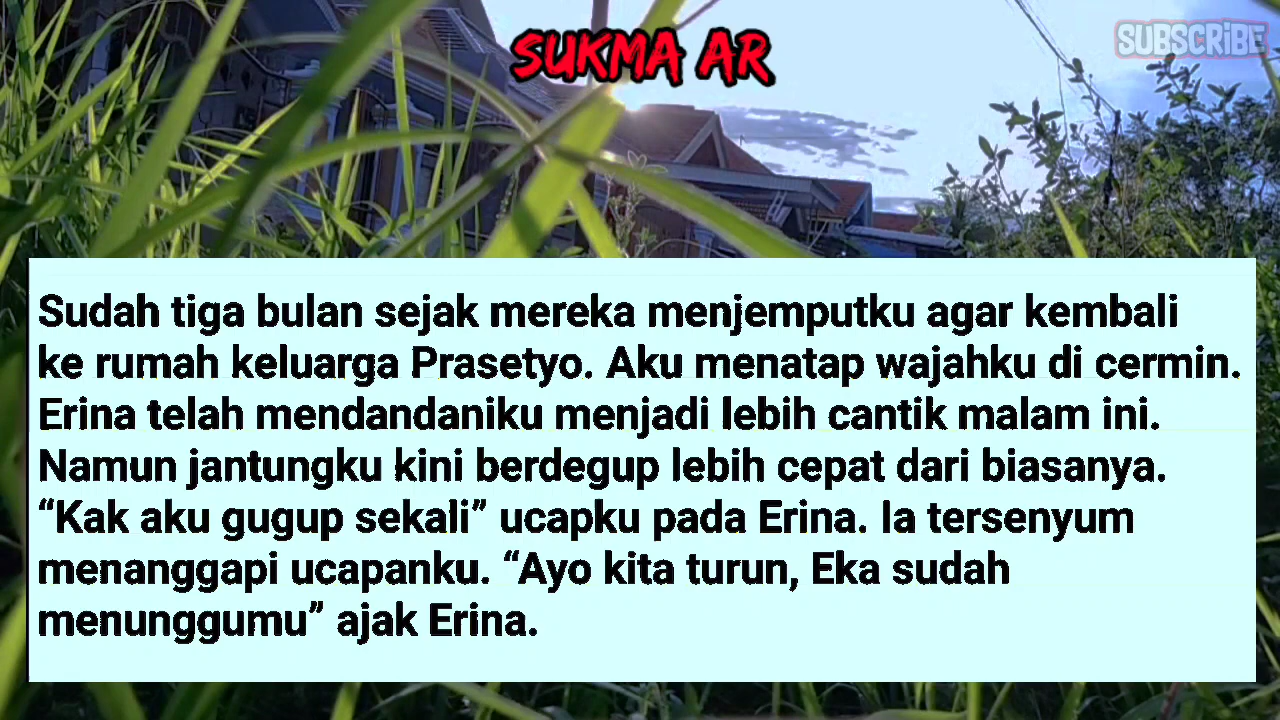 SUKMA AR
SUBSCRIBE
Sudah tiga bulan sejak mereka menjemputku agar kembali
ke rumah keluarga Prasetyo. Aku menatap wajahku di cermin.
Erina telah mendandaniku menjadi lebih cantik malam ini.
Namun jantungku kini berdegup lebih cepat dari biasanya.
“Kak aku gugup sekali” ucapku pada Erina. Ia tersenyum
menanggapi ucapanku. “Ayo kita turun, Eka sudah
menunggumu” ajak Erina.